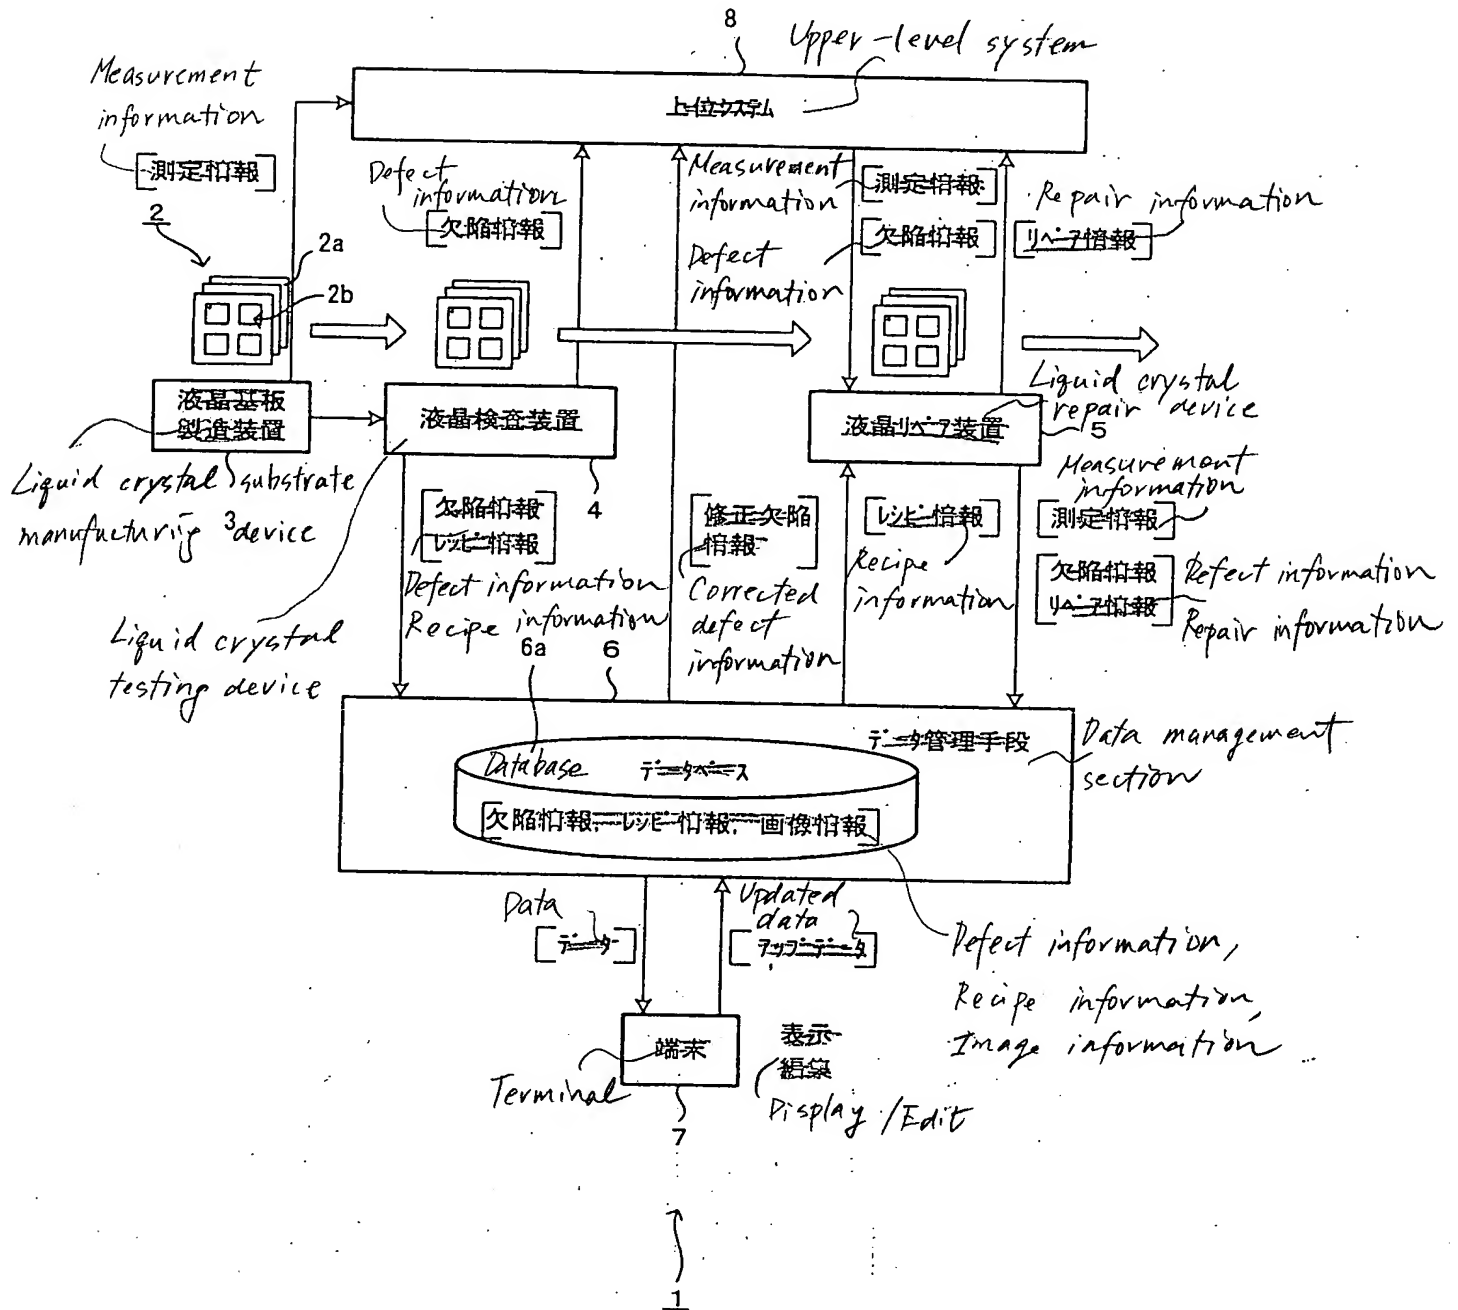 8
Upper-level system
上位システム
Measurement
information
測定情報
Defect
information
欠陥情報
Measurement
information
測定情報
Defect
information
欠陥情報
Repair information
リペア情報
2
2a
2b
液晶基板
製造装置
Liquid crystal substrate
manufucturing device
3
液晶検査装置
4
Liquid crystal
testing device
Liquid crystal
repair device
液晶リペア装置
5
欠陥情報
レシピー情報
Defect information
Recipe information
修正欠陥
情報
Corrected
defect
information
レシピー情報
Recipe
information
Measurement
information
測定情報
欠陥情報
リペア情報
Defect information
Repair information
6a
6
データ管理手段
Data management
section
Database
データベース
欠陥情報、レシピー情報、画像情報
Defect information,
Recipe information,
Image information
Data
データ
Updated
data
アップデータ
端末
Terminal
7
表示
編集
Display/Edit
1